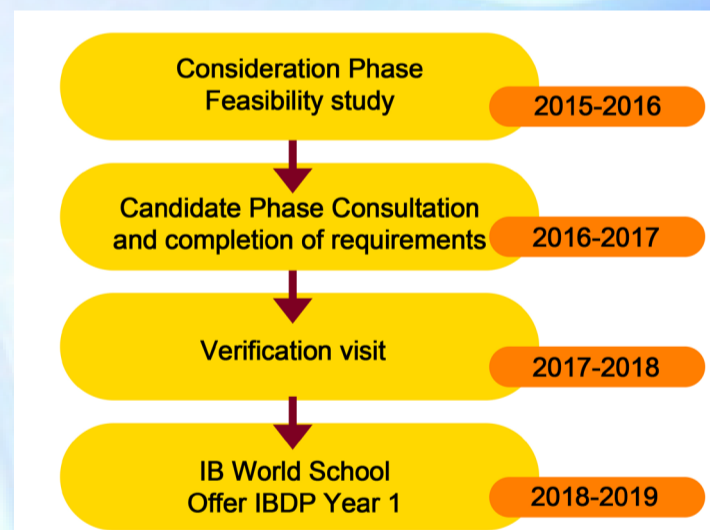 Consideration Phase
Feasibility study
2015-2016
Candidate Phase Consultation
and completion of requirements
2016-2017
Verification visit
2017-2018
IB World School
Offer IBDP Year 1
2018-2019